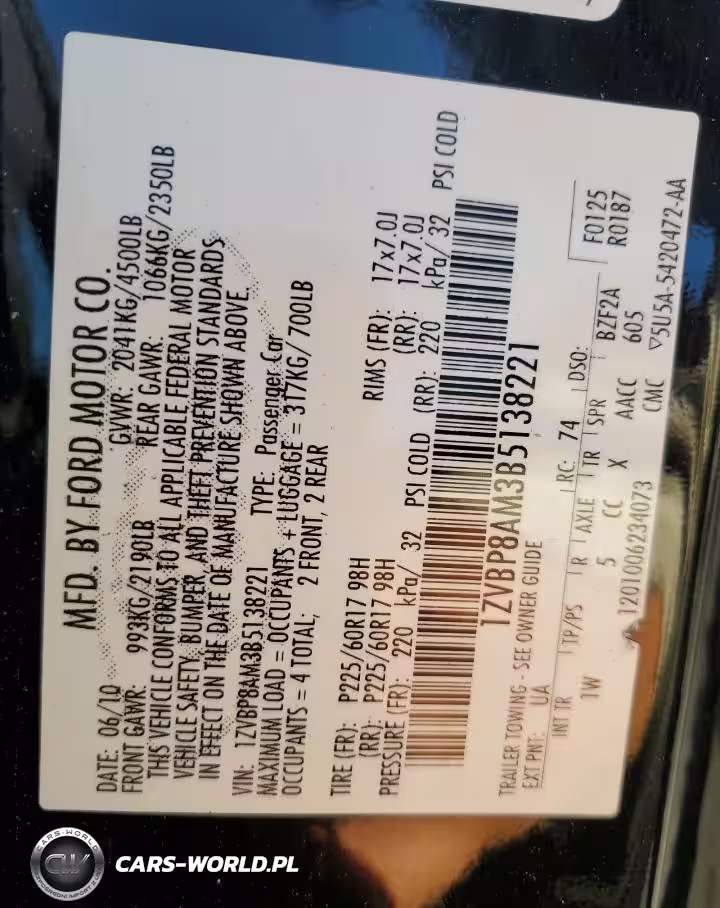 MFD. BY FORD MOTOR CO.
DATE: 06/10 GVWR: 2041KG/4500LB
FRONT GAWR: 993KG/2190LB REAR GAWR: 1066KG/2350LB
THIS VEHICLE CONFORMS TO ALL APPLICABLE FEDERAL MOTOR
VEHICLE SAFETY, BUMPER, AND THEFT PREVENTION STANDARDS
IN EFFECT ON THE DATE OF MANUFACTURE SHOWN ABOVE.
VIN: 1ZVBP8AM3B5138221 TYPE: Passenger Car
MAXIMUM LOAD = OCCUPANTS + LUGGAGE = 317KG/700LB
OCCUPANTS = 4 TOTAL; 2 FRONT, 2 REAR
TIRE (FR): P225/60R17 98H RIMS (FR): 17x7.0J
(RR): P225/60R17 98H (RR): 17x7.0J
PRESSURE (FR): 220 kPa/ 32 PSI COLD (RR): 220 kPa/ 32 PSI COLD
1ZVBP8AM3B5138221
TRAILER TOWING - SEE OWNER GUIDE
EXT PNT: UA RC: 74 DSO: F0125
R0187
INT TR TP/PS R AXLE TR SPR BZF2A
1W 5 CC X AACC 605
1201006234073 CMC ▽5U5A-5420472-AA
CARS-WORLD
CW
CARS-WORLD.PL